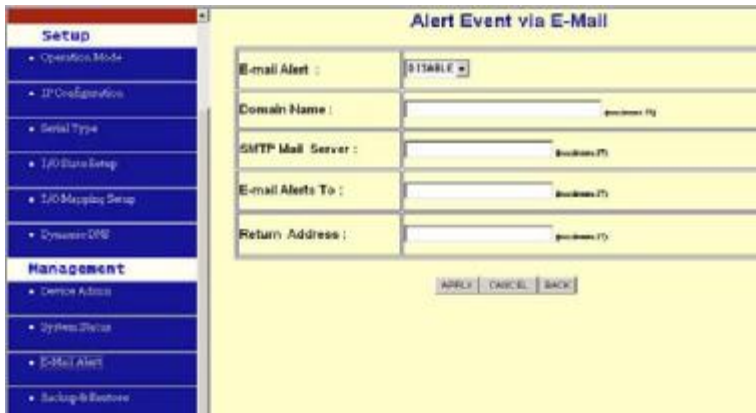 Setup
Operation Mode
IP Configuration
Serial Type
I/O State Setup
I/O Mapping Setup
Dynamic DNS
Management
Device Admin
System Status
E-Mail Alert
Backup & Restore
Alert Event via E-Mail
E-mail Alert :
DISABLE
Domain Name :
SMTP Mail Server :
E-mail Alerts To :
Return Address :
APPLY
CANCEL
BACK